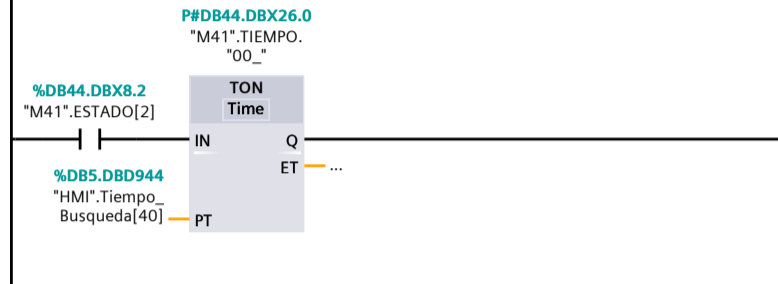 P#DB44.DBX26.0
"M41".TIEMPO.
"00_"
%DB44.DBX8.2
"M41".ESTADO[2]
TON
Time
IN
Q
ET
...
%DB5.DBD944
"HMI".Tiempo_
Busqueda[40]
PT